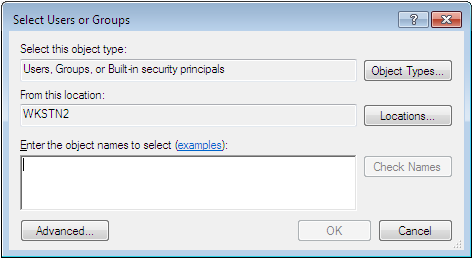 Select Users or Groups
Select this object type:
Users, Groups, or Built-in security principals
Object Types...
From this location:
WKSTN2
Locations...
Enter the object names to select (examples):
Check Names
Advanced...
OK
Cancel